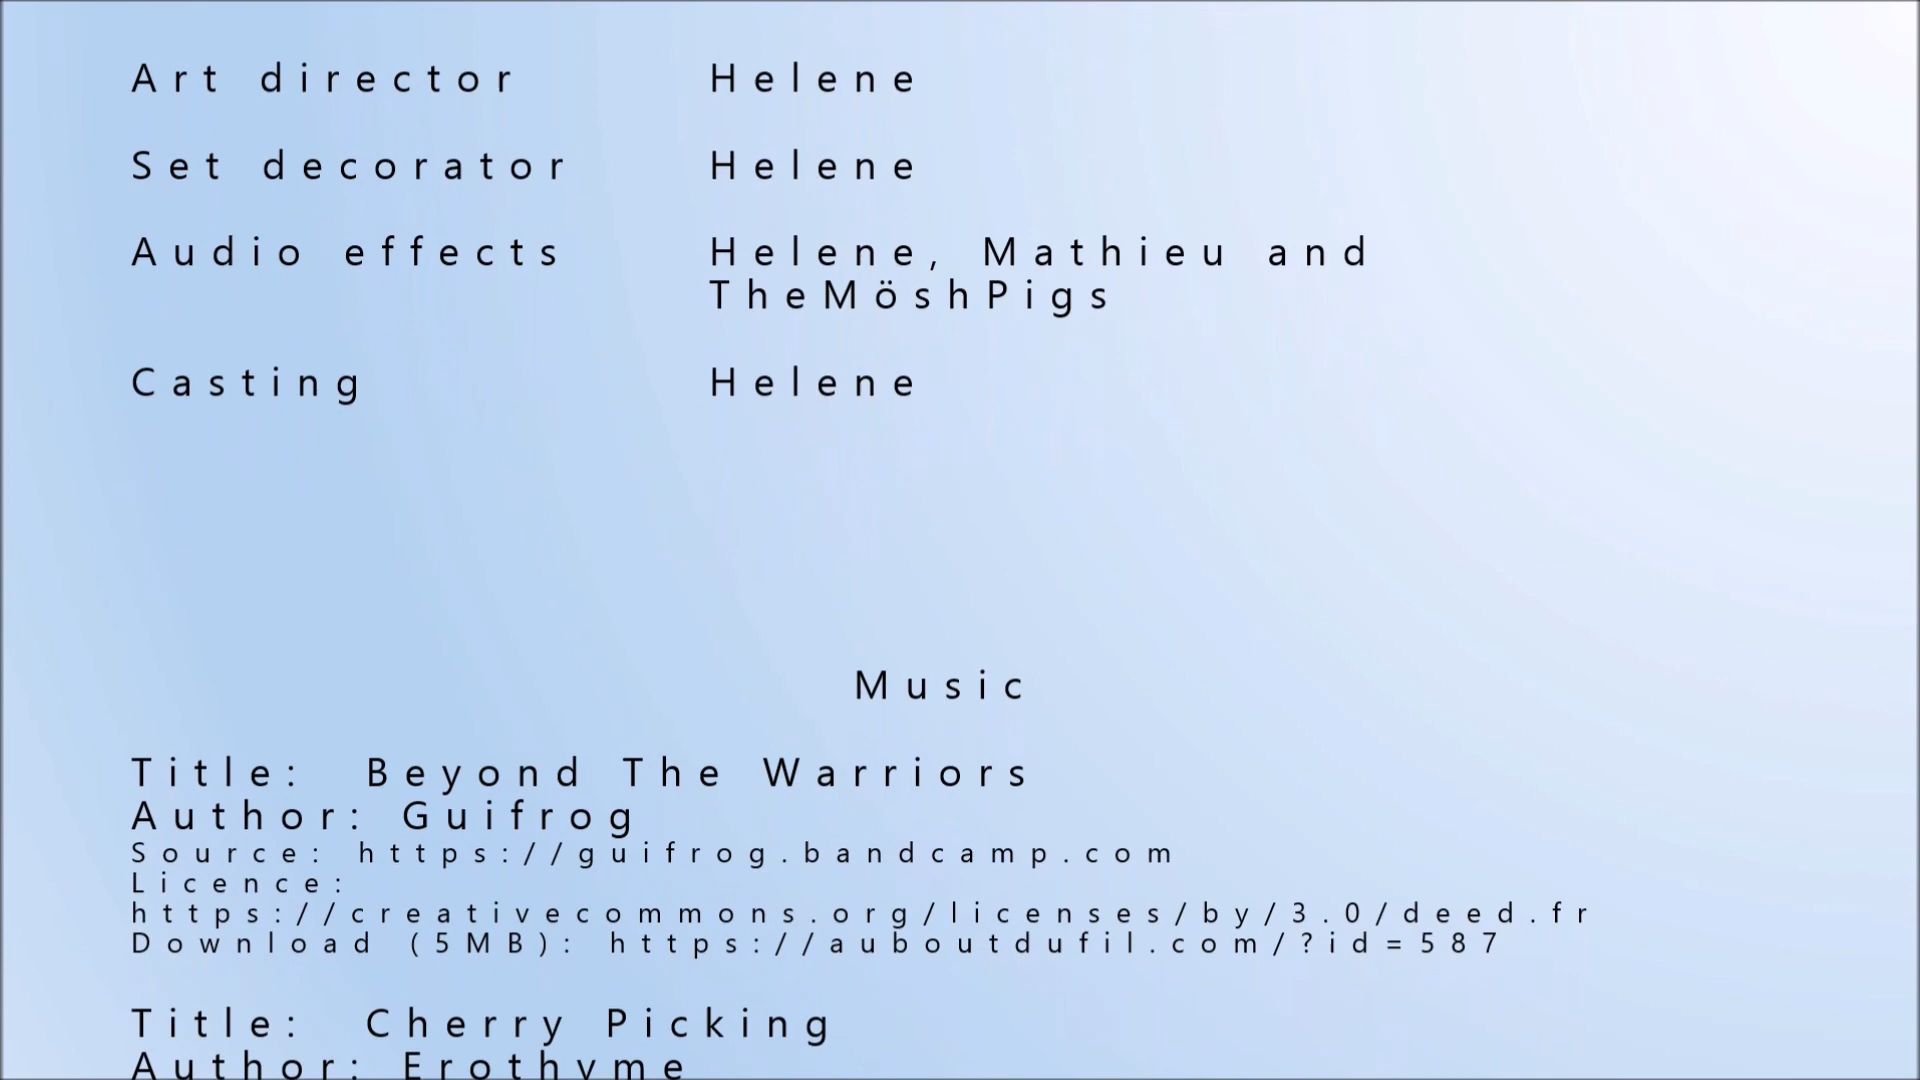 Art director Helene
Set decorator Helene
Audio effects Helene, Mathieu and
TheMöshPigs
Casting Helene
Music
Title: Beyond The Warriors
Author: Guifrog
Source: https://guifrog.bandcamp.com
Licence:
https://creativecommons.org/licenses/by/3.0/deed.fr
Download (5MB): https://auboutdufil.com/?id=587
Title: Cherry Picking
Author: Erothyme